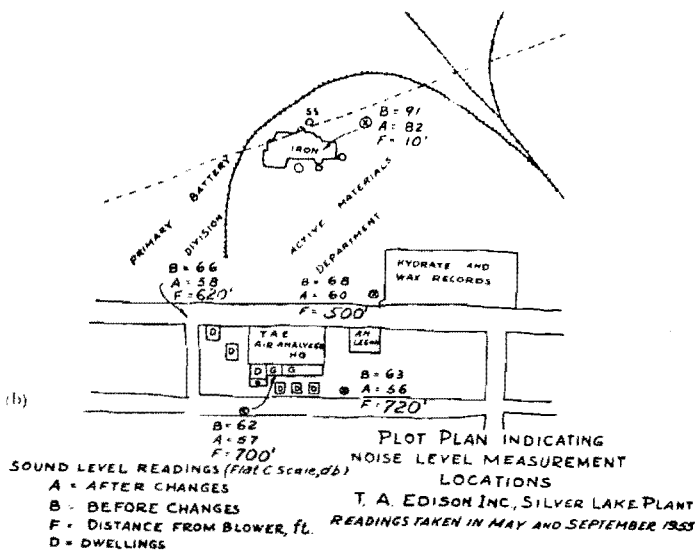 SS
B = 91
A = 82
F = 10'
IRON
PRIMARY BATTERY
DIVISION
ACTIVE MATERIALS
DEPARTMENT
HYDRATE AND
WAX RECORDS
B = 66
A = 58
F = 620'
B = 68
A = 60
F = 500'
D
D
T A E
AIR ANALYSER
HQ
AM
LEGION
D G G
D D D
B = 63
A = 56
F = 720'
(b)
B = 62
A = 57
F = 700'
PLOT PLAN INDICATING
NOISE LEVEL MEASUREMENT
LOCATIONS
T. A. EDISON INC., SILVER LAKE PLANT
READINGS TAKEN IN MAY AND SEPTEMBER 1955
SOUND LEVEL READINGS (Flat C Scale, db)
A = AFTER CHANGES
B = BEFORE CHANGES
F = DISTANCE FROM BLOWER, ft.
D = DWELLINGS